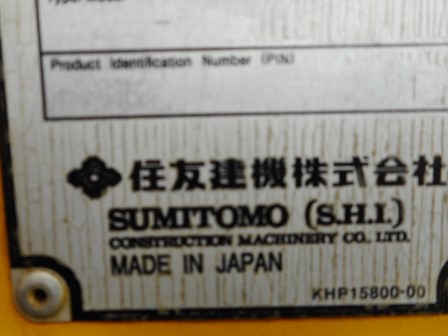 Product Identification Number (PIN)
住友建機株式会社
SUMITOMO (S.H.I.)
CONSTRUCTION MACHINERY CO., LTD.
MADE IN JAPAN
KHP15800-00